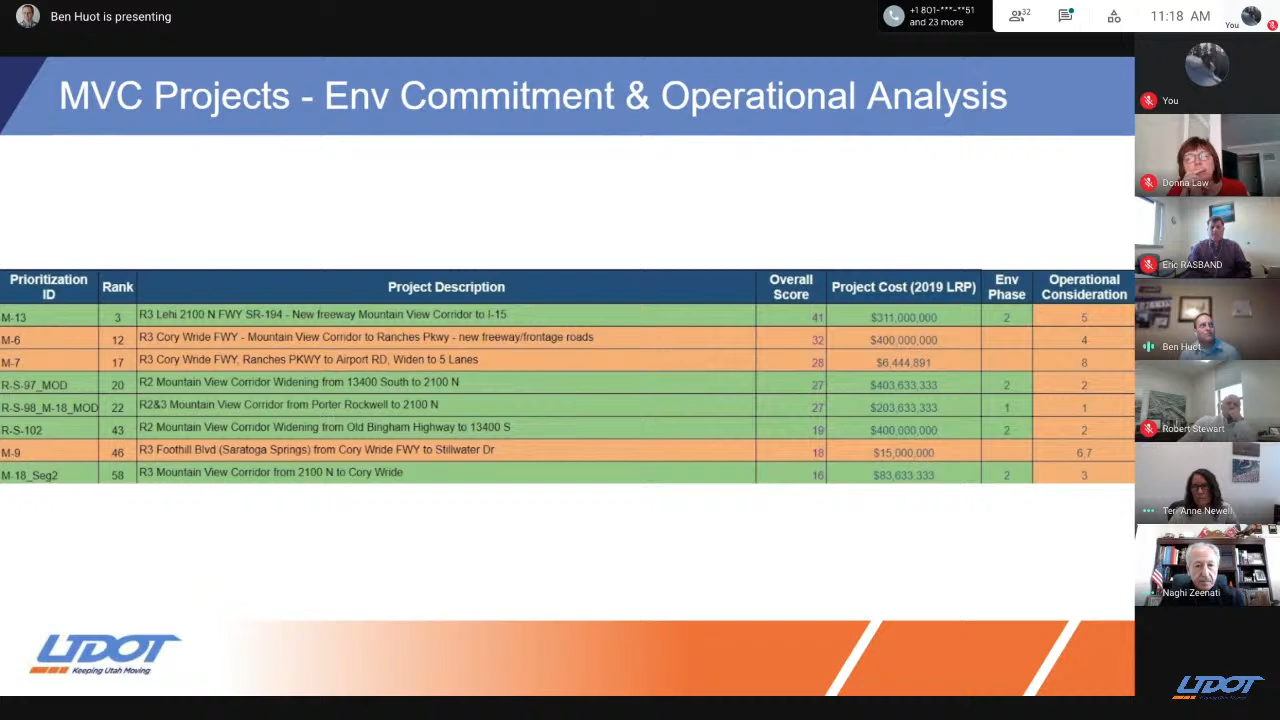 Ben Huot is presenting
+1 801-***-**51
and 23 more
32
11:18 AM
You
MVC Projects - Env Commitment & Operational Analysis
Prioritization ID Rank Project Description Overall Score Project Cost (2019 LRP) Env Phase Operational Consideration
M-13 3 R3 Lehi 2100 N FWY SR-194 - New freeway Mountain View Corridor to I-15 41 $311,000,000 2 5
M-6 12 R3 Cory Wride FWY - Mountain View Corridor to Ranches Pkwy - new freeway/frontage roads 32 $400,000,000 4
M-7 17 R3 Cory Wride FWY, Ranches PKWY to Airport RD, Widen to 5 Lanes 28 $6,444,891 8
R-S-97_MOD 20 R2 Mountain View Corridor Widening from 13400 South to 2100 N 27 $403,633,333 2 2
R-S-98_M-18_MOD 22 R2&3 Mountain View Corridor from Porter Rockwell to 2100 N 27 $203,633,333 1 1
R-S-102 43 R2 Mountain View Corridor Widening from Old Bingham Highway to 13400 S 19 $400,000,000 2 2
M-9 46 R3 Foothill Blvd (Saratoga Springs) from Cory Wride FWY to Stillwater Dr 18 $15,000,000 6,7
M-18_Seg2 58 R3 Mountain View Corridor from 2100 N to Cory Wride 16 $83,633,333 2 3
UDOT
Keeping Utah Moving
You
Donna Law
Eric RASBAND
Ben Huot
Robert Stewart
Teri Anne Newell
Naghi Zeenati
UDOT